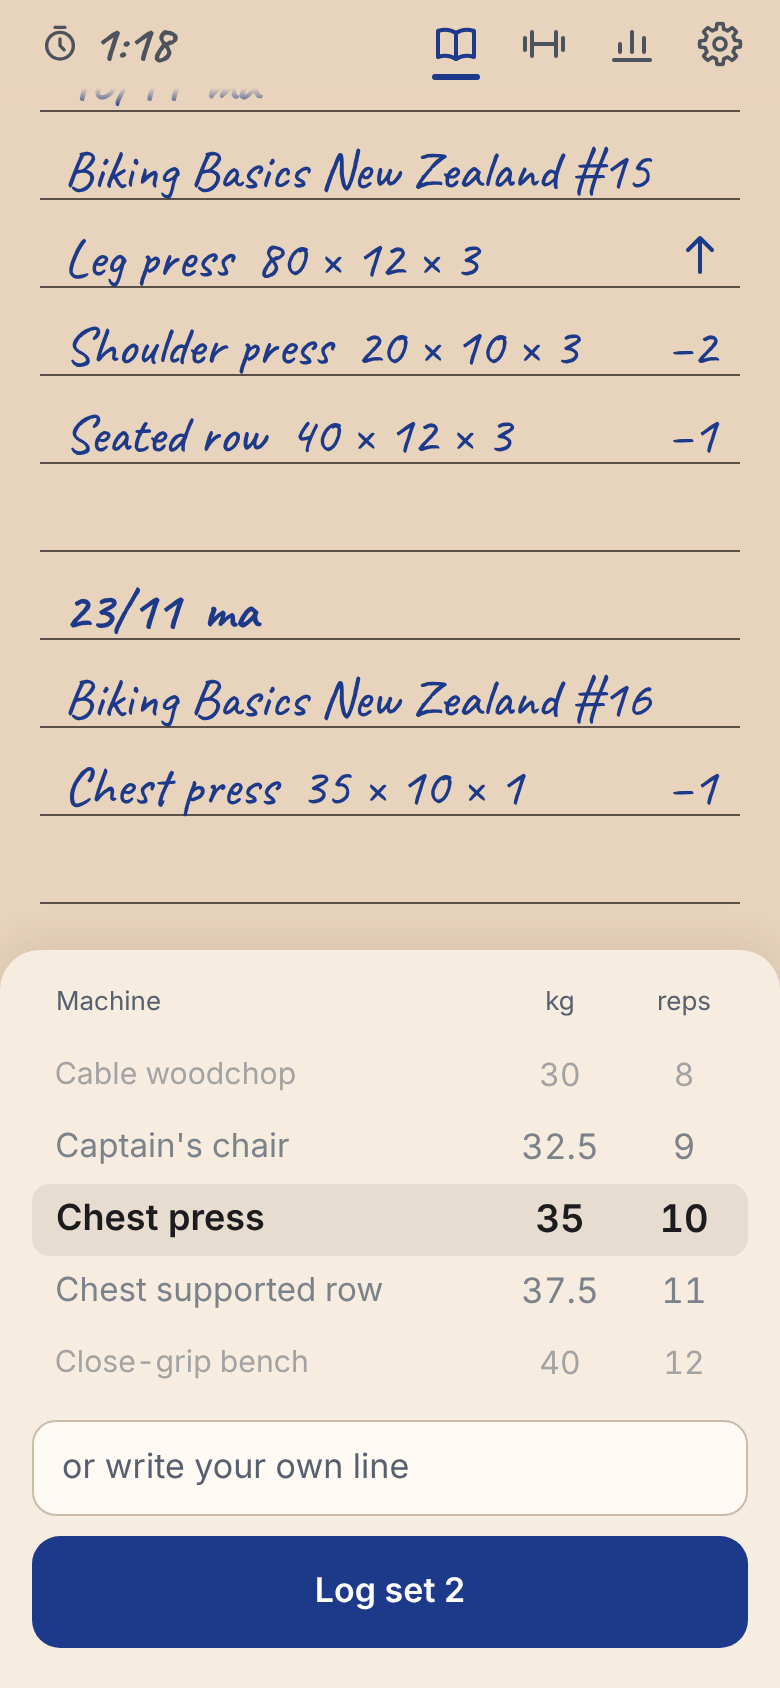 1:18
Biking Basics New Zealand #15
Leg press 80 × 12 × 3 ↑
Shoulder press 20 × 10 × 3 −2
Seated row 40 × 12 × 3 −1
23/11 ma
Biking Basics New Zealand #16
Chest press 35 × 10 × 1 −1
Machine kg reps
Cable woodchop 30 8
Captain's chair 32.5 9
Chest press 35 10
Chest supported row 37.5 11
Close-grip bench 40 12
or write your own line
Log set 2